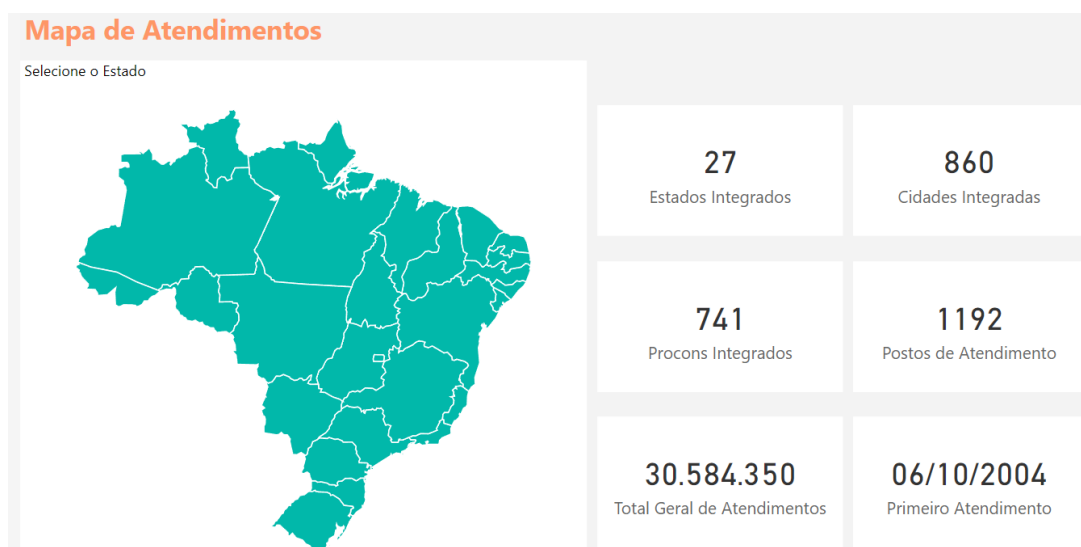 Mapa de Atendimentos
Selecione o Estado
27
Estados Integrados
860
Cidades Integradas
741
Procons Integrados
1192
Postos de Atendimento
30.584.350
Total Geral de Atendimentos
06/10/2004
Primeiro Atendimento